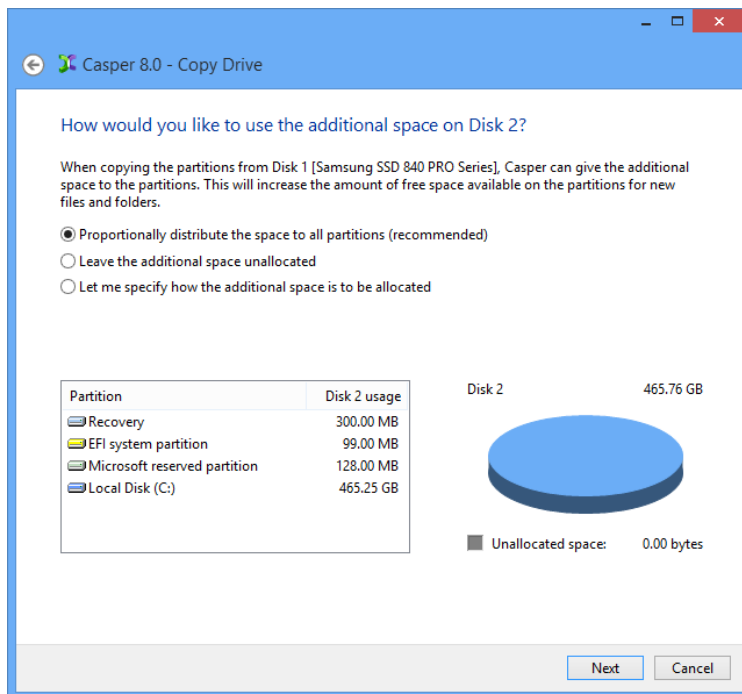 Casper 8.0 - Copy Drive
How would you like to use the additional space on Disk 2?
When copying the partitions from Disk 1 [Samsung SSD 840 PRO Series], Casper can give the additional
space to the partitions. This will increase the amount of free space available on the partitions for new
files and folders.
Proportionally distribute the space to all partitions (recommended)
Leave the additional space unallocated
Let me specify how the additional space is to be allocated
Partition Disk 2 usage
Recovery 300.00 MB
EFI system partition 99.00 MB
Microsoft reserved partition 128.00 MB
Local Disk (C:) 465.25 GB
Disk 2 465.76 GB
Unallocated space: 0.00 bytes
Next Cancel